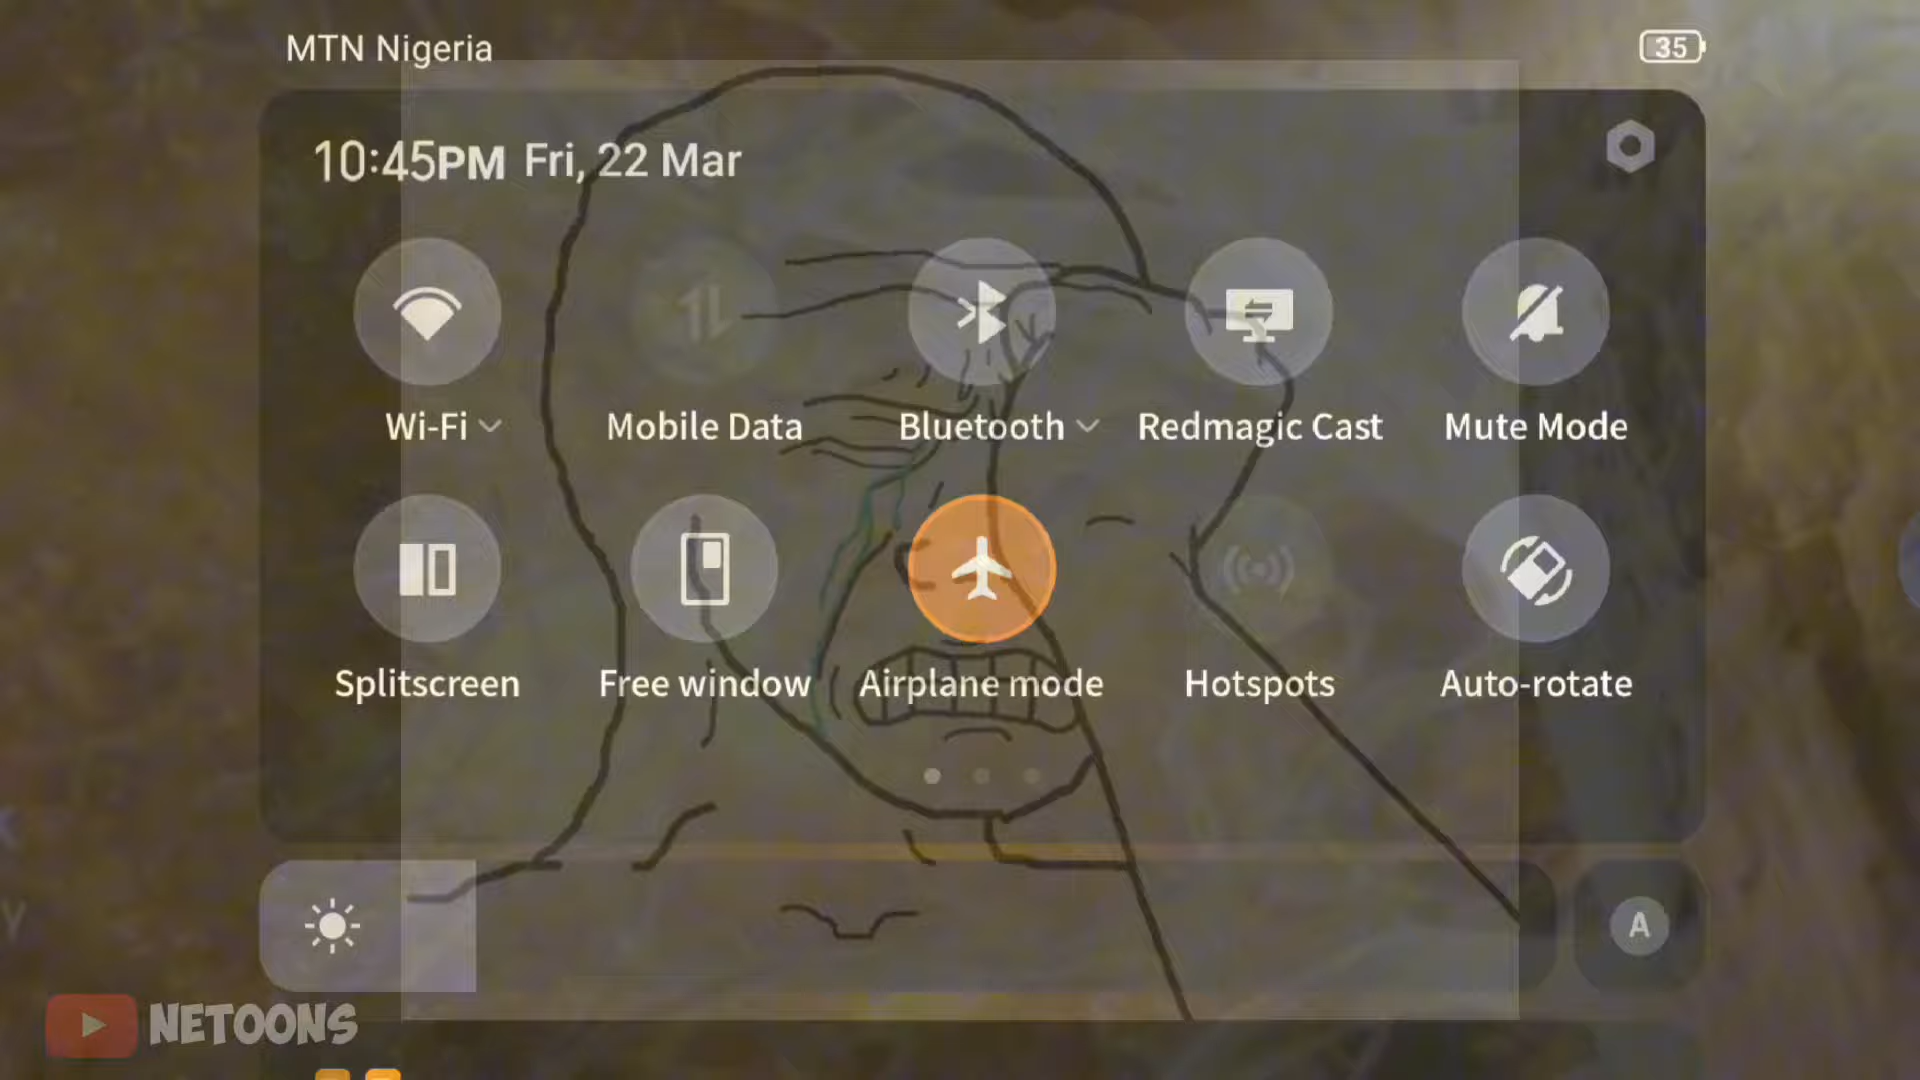 MTN Nigeria
35
10:45PM Fri, 22 Mar
Wi-Fi
Mobile Data
Bluetooth
Redmagic Cast
Mute Mode
Splitscreen
Free window
Airplane mode
Hotspots
Auto-rotate
A
Y
NETOONS